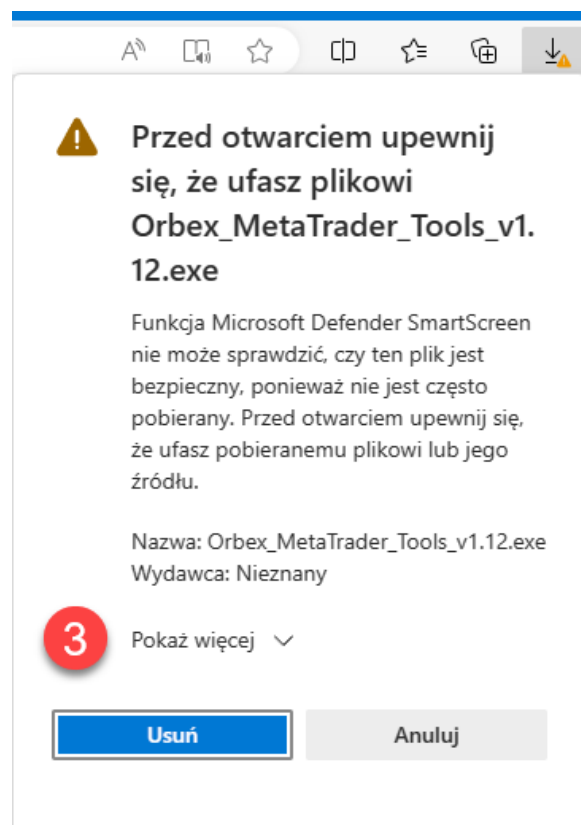 Przed otwarciem upewnij
się, że ufasz plikowi
Orbex_MetaTrader_Tools_v1.
12.exe
Funkcja Microsoft Defender SmartScreen
nie może sprawdzić, czy ten plik jest
bezpieczny, ponieważ nie jest często
pobierany. Przed otwarciem upewnij się,
że ufasz pobieranemu plikowi lub jego
źródłu.
Nazwa: Orbex_MetaTrader_Tools_v1.12.exe
Wydawca: Nieznany
3 Pokaż więcej
Usuń Anuluj